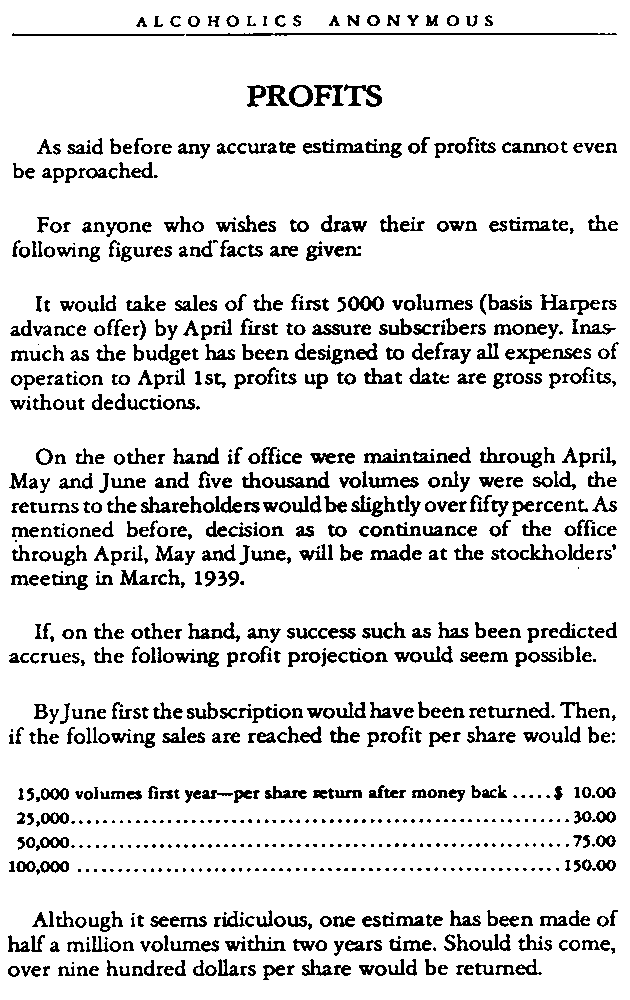 ALCOHOLICS ANONYMOUS
PROFITS
As said before any accurate estimating of profits cannot even
be approached.
For anyone who wishes to draw their own estimate, the
following figures and facts are given:
It would take sales of the first 5000 volumes (basis Harpers
advance offer) by April first to assure subscribers money. Inas-
much as the budget has been designed to defray all expenses of
operation to April 1st, profits up to that date are gross profits,
without deductions.
On the other hand if office were maintained through April,
May and June and five thousand volumes only were sold, the
returns to the shareholders would be slightly over fifty percent. As
mentioned before, decision as to continuance of the office
through April, May and June, will be made at the stockholders'
meeting in March, 1939.
If, on the other hand, any success such as has been predicted
accrues, the following profit projection would seem possible.
By June first the subscription would have been returned. Then,
if the following sales are reached the profit per share would be:
15,000 volumes first year—per share return after money back .....$ 10.00
25,000..............................................................30.00
50,000..............................................................75.00
100,000 ............................................................150.00
Although it seems ridiculous, one estimate has been made of
half a million volumes within two years time. Should this come,
over nine hundred dollars per share would be returned.